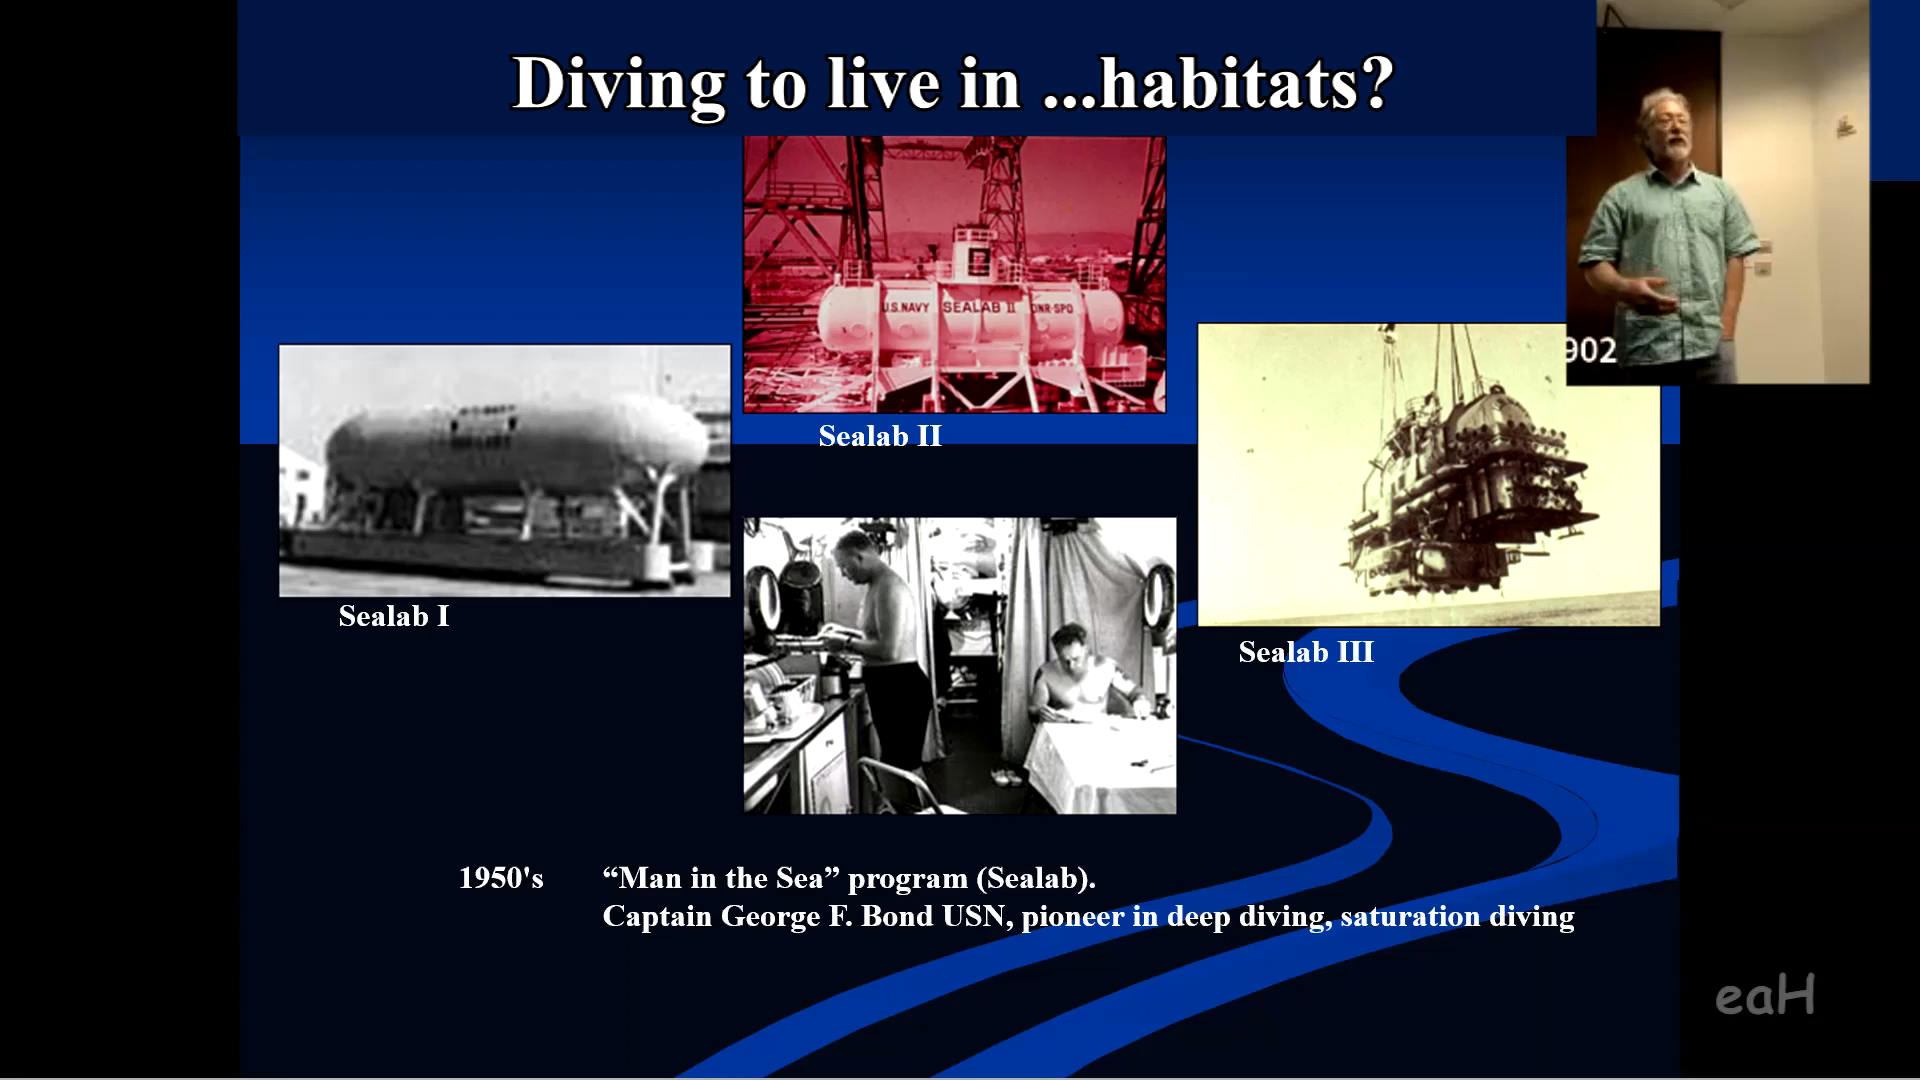 Diving to live in ...habitats?
U.S.NAVY SEALAB II ONR-SPO
902
Sealab II
Sealab I
Sealab III
1950's “Man in the Sea” program (Sealab).
Captain George F. Bond USN, pioneer in deep diving, saturation diving
eaH